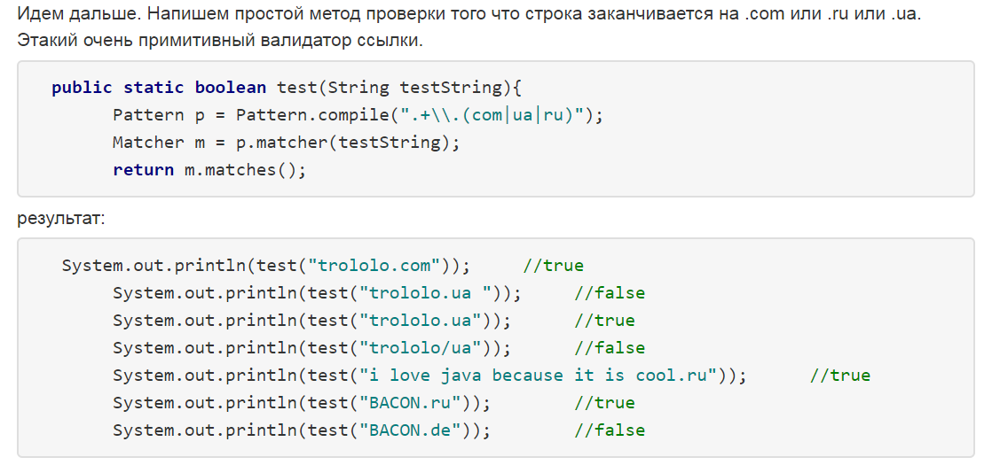 Идем дальше. Напишем простой метод проверки того что строка заканчивается на .com или .ru или .ua.
Этакий очень примитивный валидатор ссылки.
public static boolean test(String testString){
Pattern p = Pattern.compile(".+\\.(com|ua|ru)");
Matcher m = p.matcher(testString);
return m.matches();
результат:
System.out.println(test("trololo.com")); //true
System.out.println(test("trololo.ua ")); //false
System.out.println(test("trololo.ua")); //true
System.out.println(test("trololo/ua")); //false
System.out.println(test("i love java because it is cool.ru")); //true
System.out.println(test("BACON.ru")); //true
System.out.println(test("BACON.de")); //false